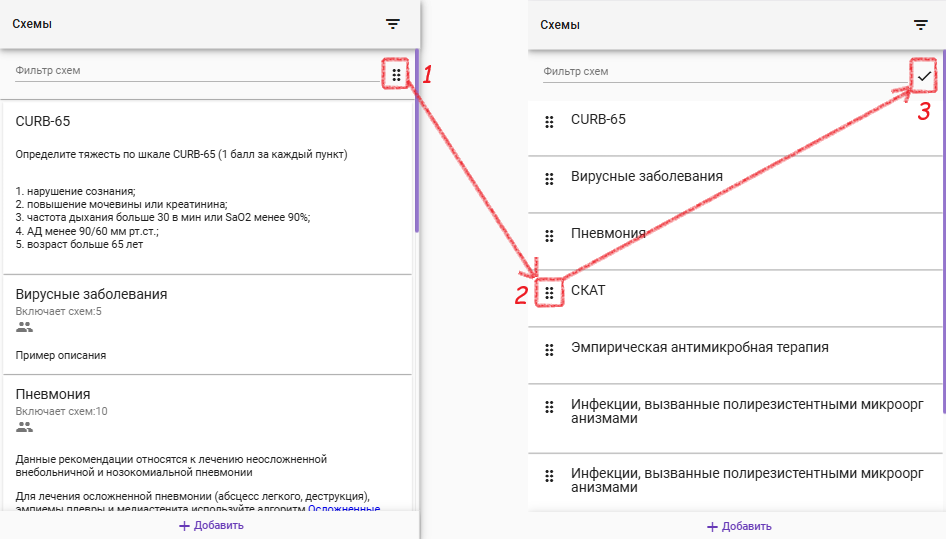 Схемы
Фильтр схем
1
CURB-65
Определите тяжесть по шкале CURB-65 (1 балл за каждый пункт)
1. нарушение сознания;
2. повышение мочевины или креатинина;
3. частота дыхания больше 30 в мин или SaO2 менее 90%;
4. АД менее 90/60 мм рт.ст.;
5. возраст больше 65 лет
Вирусные заболевания
Включает схем:5
Пример описания
Пневмония
Включает схем:10
Данные рекомендации относятся к лечению неосложненной
внебольничной и нозокомиальной пневмонии
Для лечения осложненной пневмонии (абсцесс легкого, деструкция),
эмпиемы плевры и медиастенита используйте алгоритм Осложненные
Добавить
Схемы
Фильтр схем
3
CURB-65
Вирусные заболевания
Пневмония
2
СКАТ
Эмпирическая антимикробная терапия
Инфекции, вызванные полирезистентными микроорг
анизмами
Инфекции, вызванные полирезистентными микроорг
анизмами
Добавить